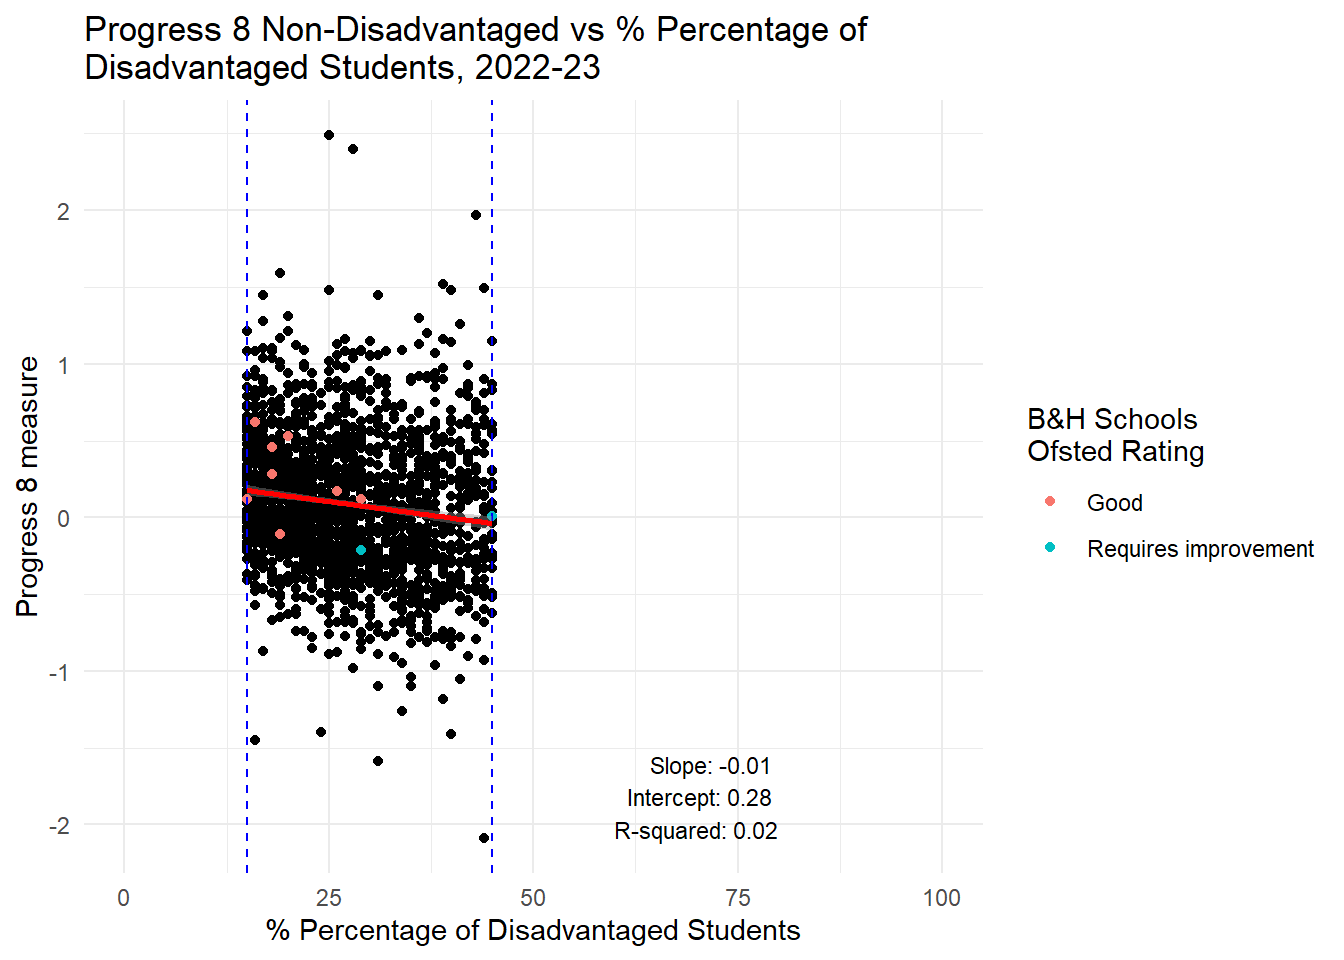 Progress 8 Non-Disadvantaged vs % Percentage of
Disadvantaged Students, 2022-23
Progress 8 measure
2
1
0
-1
-2
0
25
50
75
100
% Percentage of Disadvantaged Students
Slope: -0.01
Intercept: 0.28
R-squared: 0.02
B&H Schools
Ofsted Rating
Good
Requires improvement